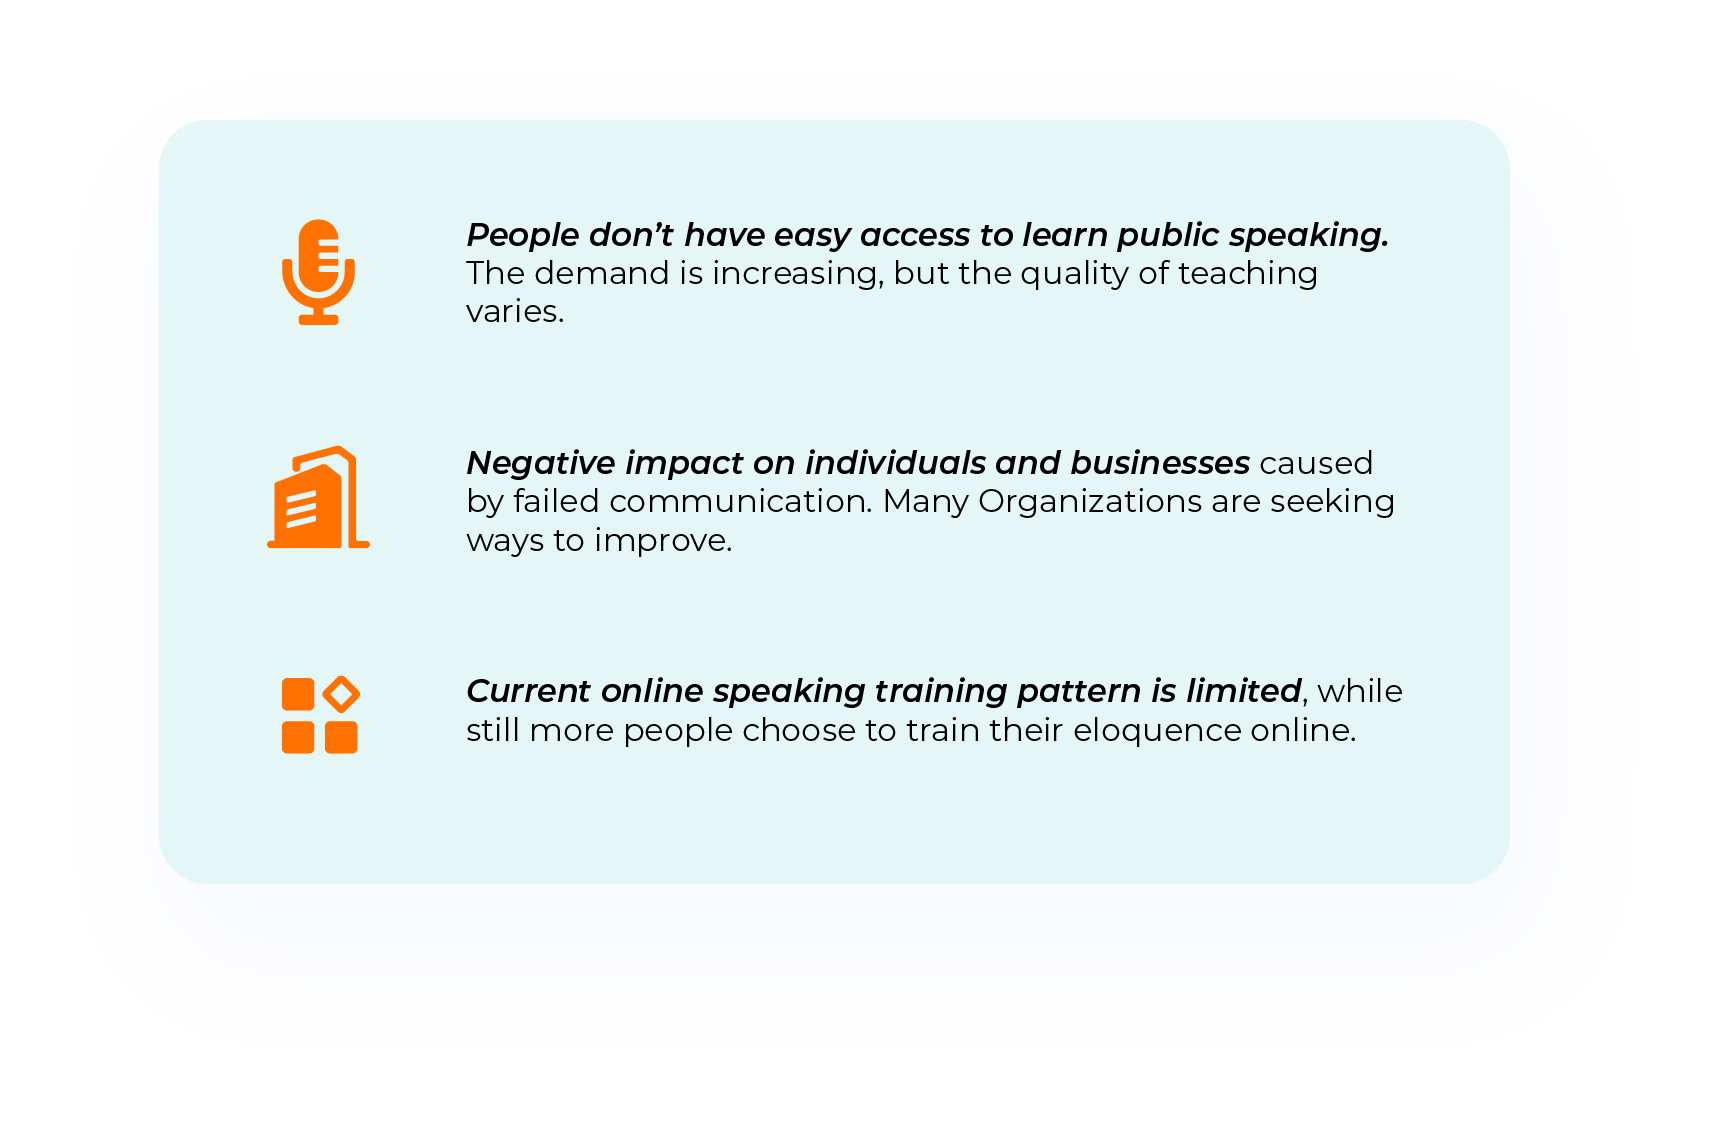 People don’t have easy access to learn public speaking.
The demand is increasing, but the quality of teaching
varies.
Negative impact on individuals and businesses caused
by failed communication. Many Organizations are seeking
ways to improve.
Current online speaking training pattern is limited, while
still more people choose to train their eloquence online.